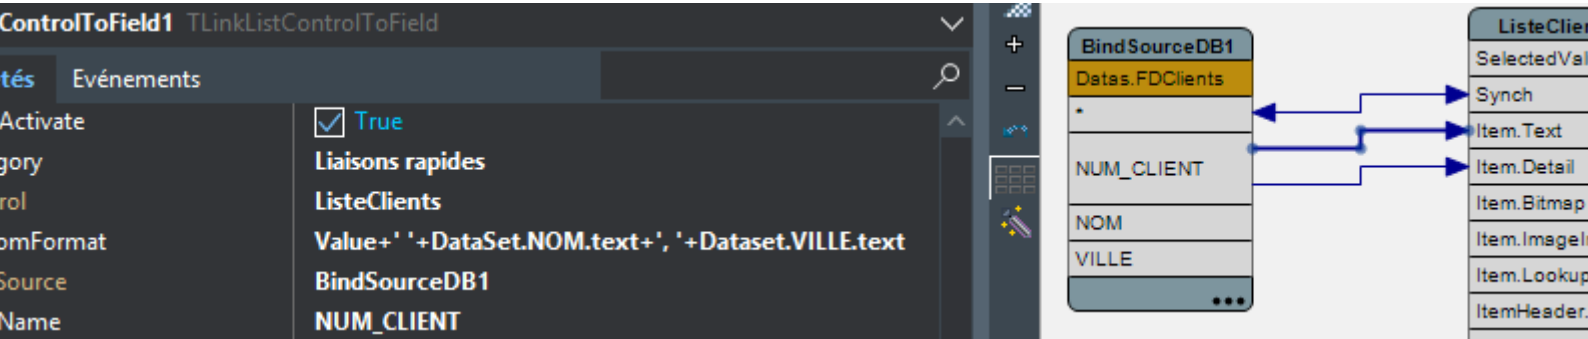 ControlToField1 TLinkListControlToField
tés Evénements
Activate True
gory Liaisons rapides
rol ListeClients
omFormat Value+' '+DataSet.NOM.text+', '+Dataset.VILLE.text
Source BindSourceDB1
Name NUM_CLIENT
BindSourceDB1
Datas.FDClients
*
NUM_CLIENT
NOM
VILLE
•••
ListeClien
SelectedVal
Synch
Item.Text
Item.Detail
Item.Bitmap
Item.ImageI
Item.Lookup
ItemHeader.